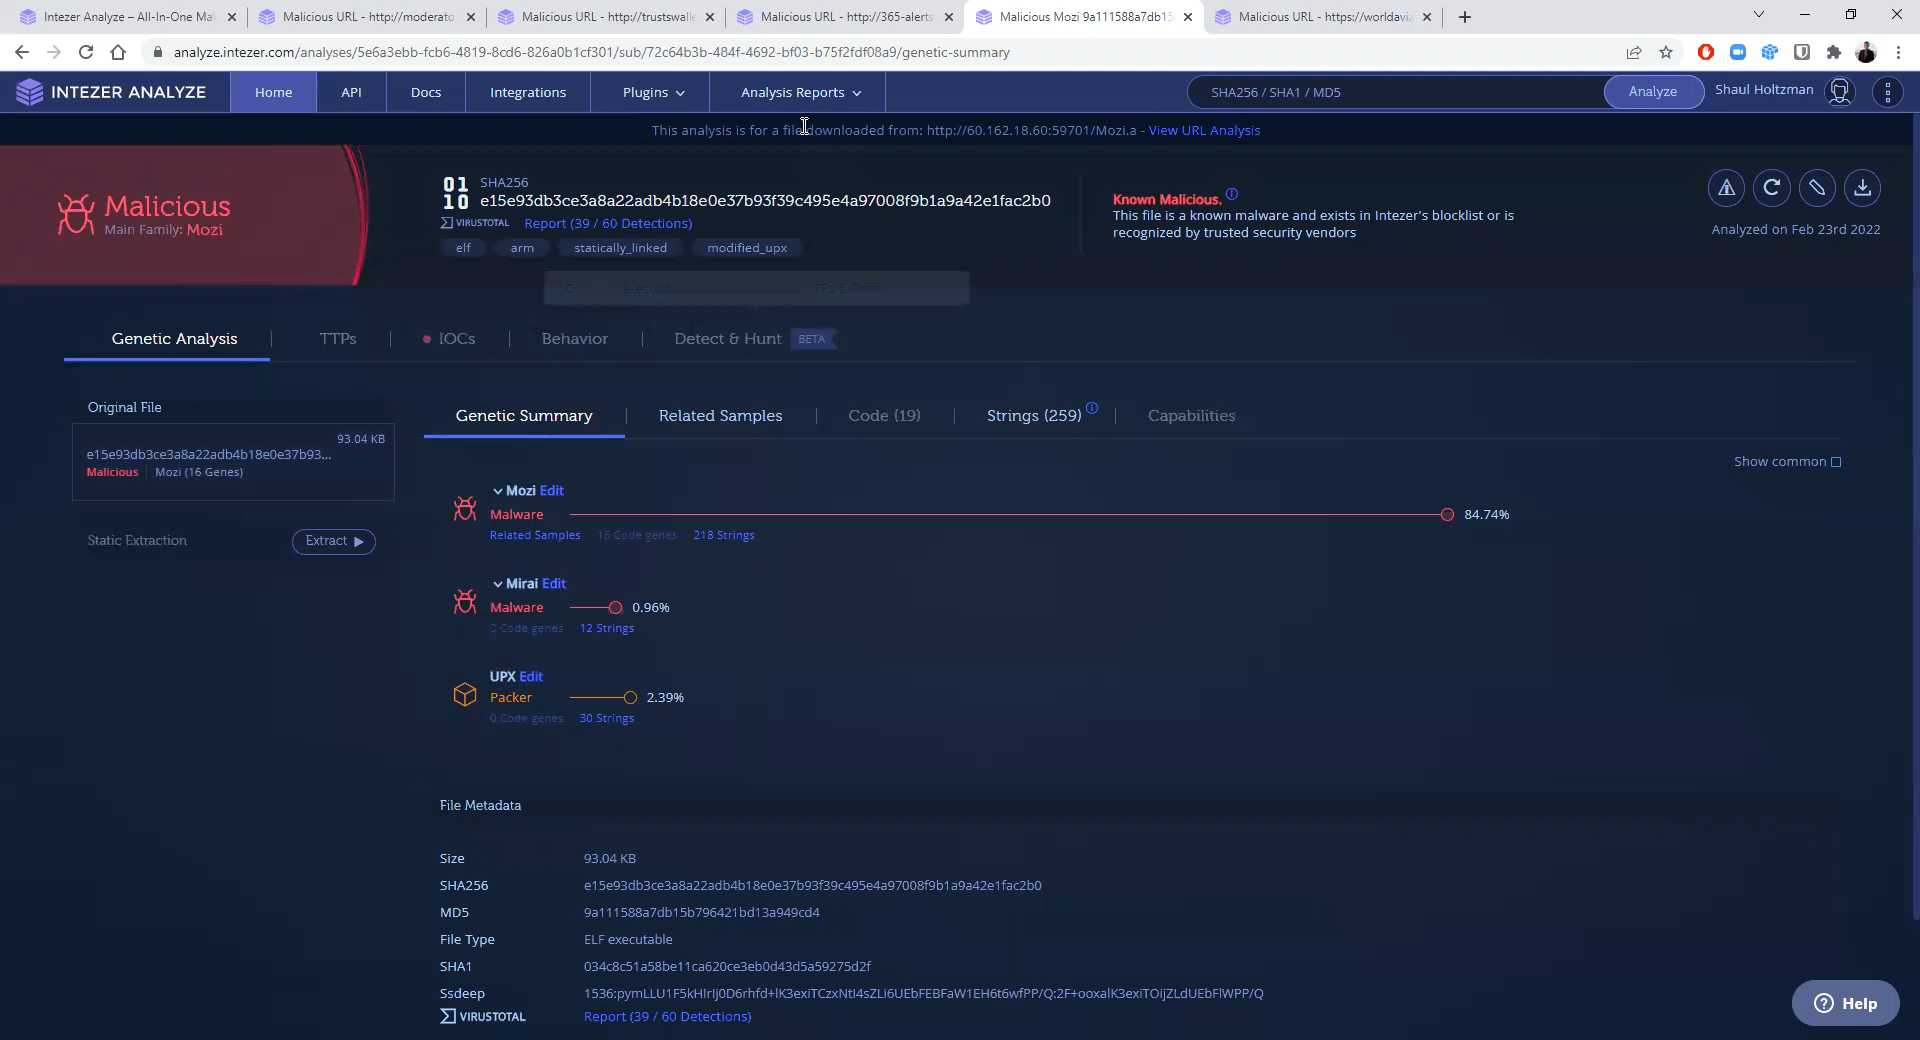 Intezer Analyze – All-In-One Mal
Malicious URL - http://moderato
Malicious URL - http://trustswalle
Malicious URL - http://365-alerts
Malicious Mozi 9a111588a7db15
Malicious URL - https://worldavi
analyze.intezer.com/analyses/5e6a3ebb-fcb6-4819-8cd6-826a0b1cf301/sub/72c64b3b-484f-4692-bf03-b75f2fdf08a9/genetic-summary
INTEZER ANALYZE
Home
API
Docs
Integrations
Plugins
Analysis Reports
SHA256 / SHA1 / MD5
Analyze
Shaul Holtzman
This analysis is for a file downloaded from: http://60.162.18.60:59701/Mozi.a - View URL Analysis
Malicious
Main Family: Mozi
01
10
SHA256
e15e93db3ce3a8a22adb4b18e0e37b93f39c495e4a97008f9b1a9a42e1fac2b0
VIRUSTOTAL Report (39 / 60 Detections)
elf arm statically_linked modified_upx
Known Malicious.
This file is a known malware and exists in Intezer's blocklist or is
recognized by trusted security vendors
Analyzed on Feb 23rd 2022
Genetic Analysis
TTPs
IOCs
Behavior
Detect & Hunt BETA
Original File
93.04 KB
e15e93db3ce3a8a22adb4b18e0e37b93...
Malicious Mozi (16 Genes)
Static Extraction
Extract
Genetic Summary
Related Samples
Code (19)
Strings (259)
Capabilities
Show common
Mozi Edit
Malware
84.74%
Related Samples 15 Code genes 218 Strings
Mirai Edit
Malware
0.96%
0 Code genes 12 Strings
UPX Edit
Packer
2.39%
0 Code genes 30 Strings
File Metadata
Size 93.04 KB
SHA256 e15e93db3ce3a8a22adb4b18e0e37b93f39c495e4a97008f9b1a9a42e1fac2b0
MD5 9a111588a7db15b796421bd13a949cd4
File Type ELF executable
SHA1 034c8c51a58be11ca620ce3eb0d43d5a59275d2f
Ssdeep 1536:pymLLU1F5kHIrIj0D6rhfd+lK3exiTCzxNtI4sZLi6UEbFEBFaW1EH6t6wfPP/Q:2F+ooxalK3exiTOijZLdUEbFlWPP/Q
VIRUSTOTAL Report (39 / 60 Detections)
Help